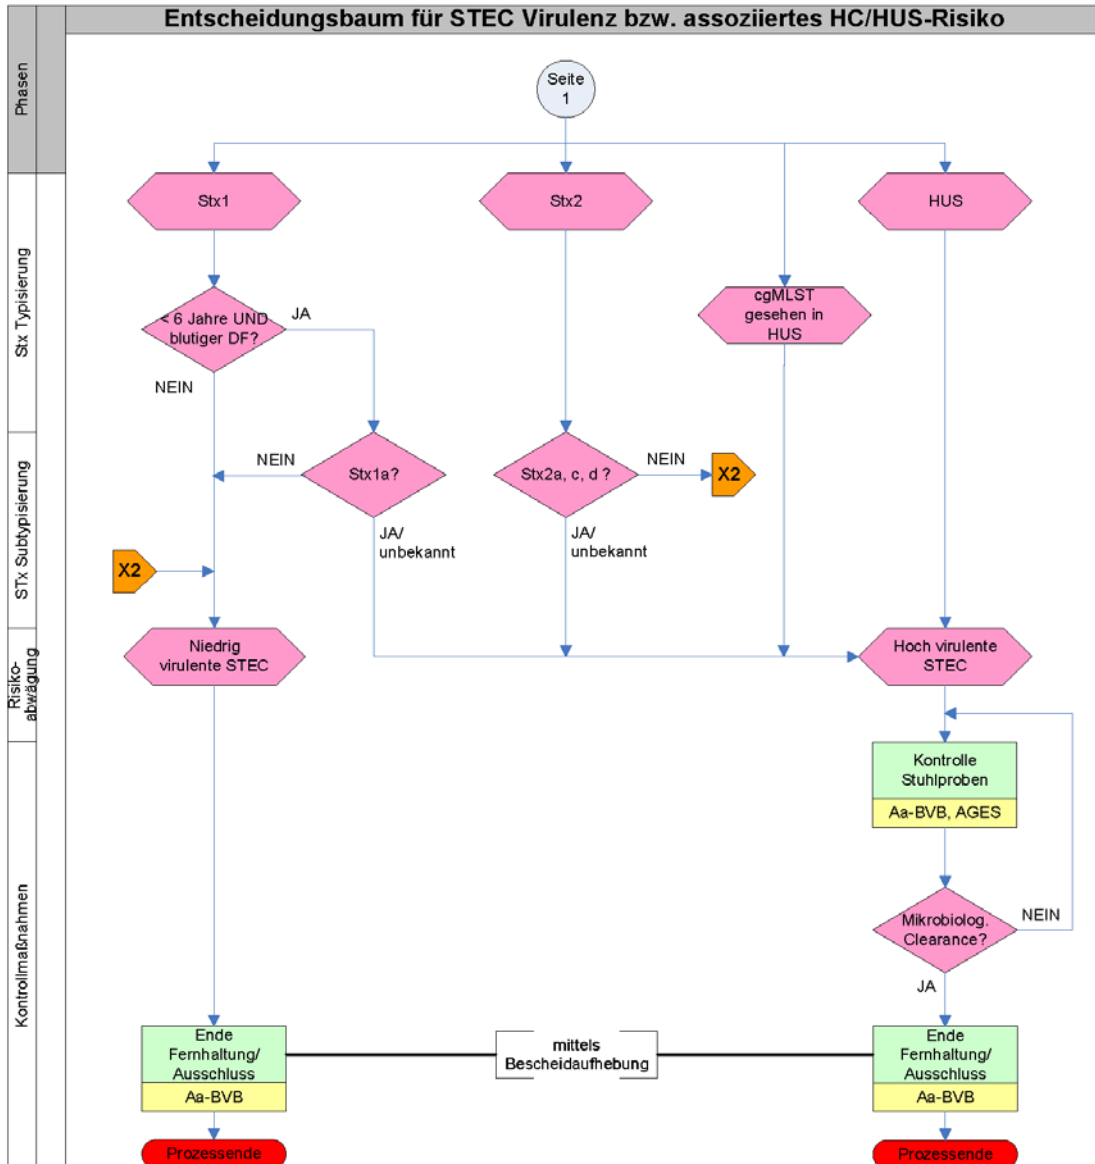 Entscheidungsbaum für STEC Virulenz bzw. assoziiertes HC/HUS-Risiko
Phasen
Seite
1
Stx Typisierung
Stx1
Stx2
HUS
cgMLST
gesehen in
HUS
< 6 Jahre UND
blutiger DF?
JA
NEIN
STx Subtypisierung
NEIN
Stx1a?
Stx2a, c, d ?
NEIN
X2
JA/
unbekannt
JA/
unbekannt
X2
Risiko-
abwägung
Niedrig
virulente STEC
Hoch virulente
STEC
Kontrollmaßnahmen
Kontrolle
Stuhlproben
Aa-BVB, AGES
Mikrobiolog.
Clearance?
NEIN
JA
Ende
Fernhaltung/
Ausschluss
Aa-BVB
mittels
Bescheidaufhebung
Ende
Fernhaltung/
Ausschluss
Aa-BVB
Prozessende
Prozessende